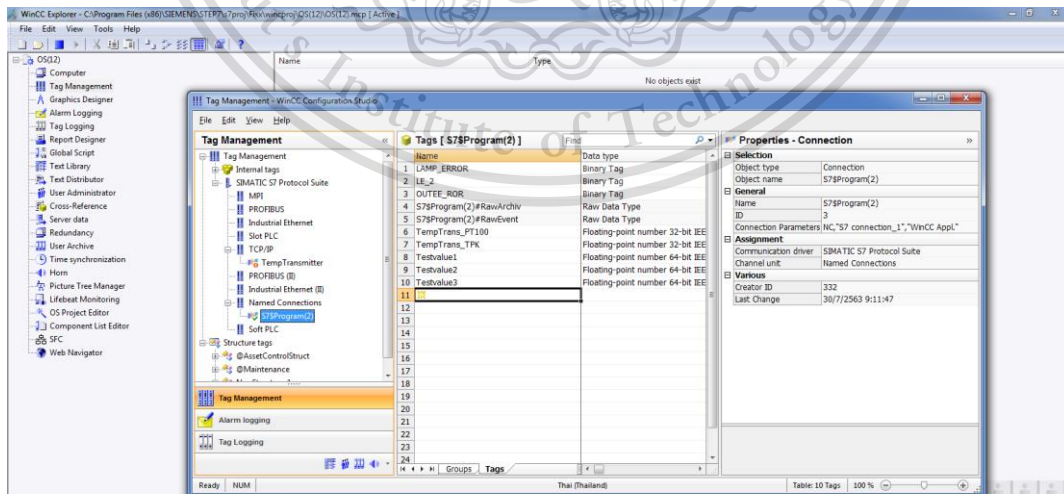 WinCC Explorer - C:\Program Files (x86)\SIEMENS\STEP7\s7proj\Fixx\wincproj\OS(12)\OS(12).mcp [ Active ]
File Edit View Tools Help
OS(12)
Computer
Tag Management
Graphics Designer
Alarm Logging
Tag Logging
Report Designer
Global Script
Text Library
Text Distributor
User Administrator
Cross-Reference
Server data
Redundancy
User Archive
Time synchronization
Horn
Picture Tree Manager
Lifebeat Monitoring
OS Project Editor
Component List Editor
SFC
Web Navigator
Name Type
No objects exist
Institute of Technology
Tag Management - WinCC Configuration Studio
File Edit View Help
Tag Management «
Tag Management
Internal tags
SIMATIC S7 Protocol Suite
MPI
PROFIBUS
Industrial Ethernet
Slot PLC
TCP/IP
TempTransmitter
PROFIBUS (II)
Industrial Ethernet (II)
Named Connections
S7$Program(2)
Soft PLC
Structure tags
@AssetControlStruct
@Maintenance
Tag Management
Alarm logging
Tag Logging
Tags [ S7$Program(2) ] Find
Name Data type
1 LAMP_ERROR Binary Tag
2 LE_2 Binary Tag
3 OUTEE_ROR Binary Tag
4 S7$Program(2)#RawArchiv Raw Data Type
5 S7$Program(2)#RawEvent Raw Data Type
6 TempTrans_PT100 Floating-point number 32-bit IEE
7 TempTrans_TPK Floating-point number 32-bit IEE
8 Testvalue1 Floating-point number 64-bit IEE
9 Testvalue2 Floating-point number 64-bit IEE
10 Testvalue3 Floating-point number 64-bit IEE
11
12
13
14
15
16
17
18
19
20
21
22
23
24
Groups Tags
Properties - Connection »
Selection
Object type Connection
Object name S7$Program(2)
General
Name S7$Program(2)
ID 3
Connection Parameters NC,"S7 connection_1","WinCC Appl."
Assignment
Communication driver SIMATIC S7 Protocol Suite
Channel unit Named Connections
Various
Creator ID 332
Last Change 30/7/2563 9:11:47
Ready NUM Thai (Thailand) Table: 10 Tags 100 %